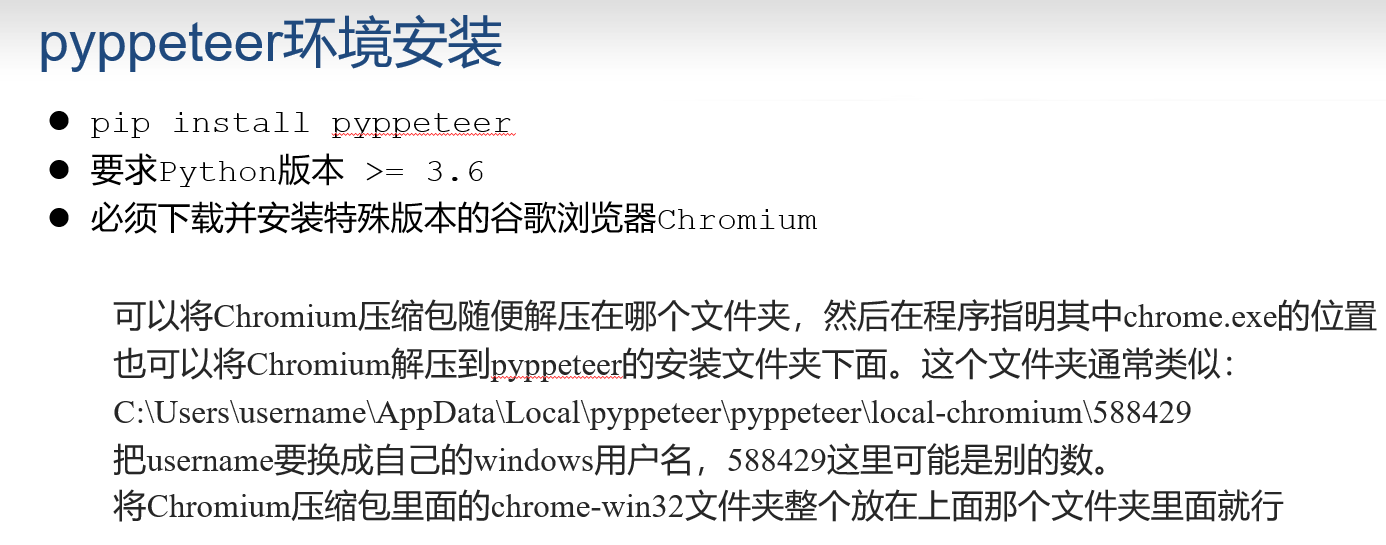 pyppeteer环境安装
● pip install pyppeteer
● 要求Python版本 >= 3.6
● 必须下载并安装特殊版本的谷歌浏览器Chromium
可以将Chromium压缩包随便解压在哪个文件夹，然后在程序指明其中chrome.exe的位置
也可以将Chromium解压到pyppeteer的安装文件夹下面。这个文件夹通常类似：
C:\Users\username\AppData\Local\pyppeteer\pyppeteer\local-chromium\588429
把username要换成自己的windows用户名，588429这里可能是别的数。
将Chromium压缩包里面的chrome-win32文件夹整个放在上面那个文件夹里面就行